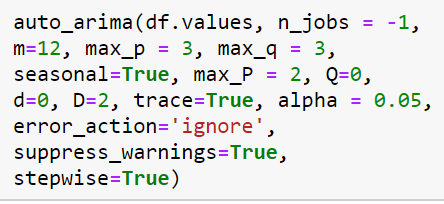 auto_arima(df.values, n_jobs = -1,
m=12, max_p = 3, max_q = 3,
seasonal=True, max_P = 2, Q=0,
d=0, D=2, trace=True, alpha = 0.05,
error_action='ignore',
suppress_warnings=True,
stepwise=True)